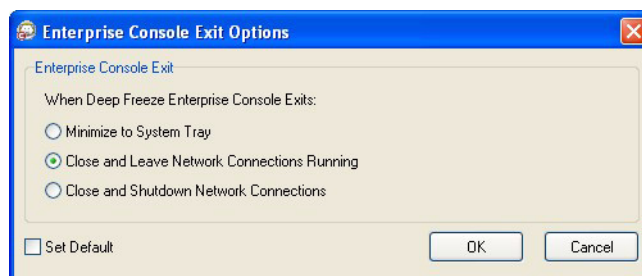 Enterprise Console Exit Options
Enterprise Console Exit
When Deep Freeze Enterprise Console Exits:
Minimize to System Tray
Close and Leave Network Connections Running
Close and Shutdown Network Connections
Set Default
OK
Cancel